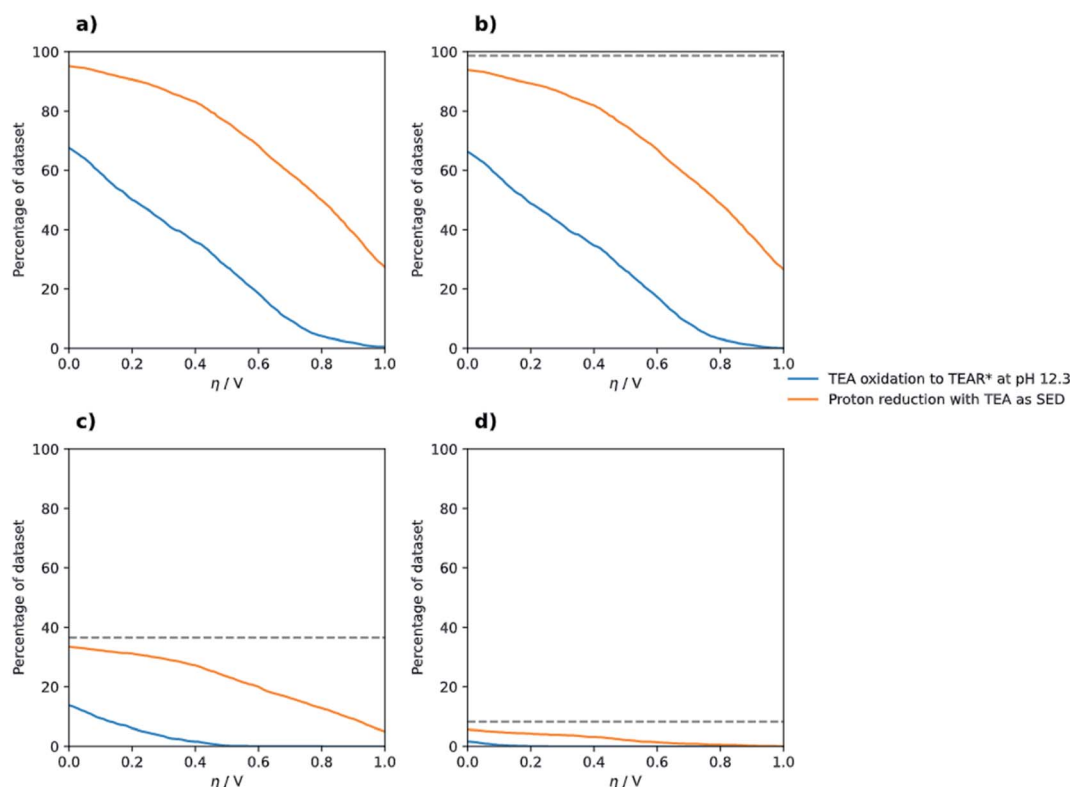 a)
100
80
60
40
20
0
Percentage of dataset
0.0 0.2 0.4 0.6 0.8 1.0
η / V
b)
100
80
60
40
20
0
Percentage of dataset
0.0 0.2 0.4 0.6 0.8 1.0
η / V
TEA oxidation to TEAR* at pH 12.3
Proton reduction with TEA as SED
c)
100
80
60
40
20
0
Percentage of dataset
0.0 0.2 0.4 0.6 0.8 1.0
η / V
d)
100
80
60
40
20
0
Percentage of dataset
0.0 0.2 0.4 0.6 0.8 1.0
η / V